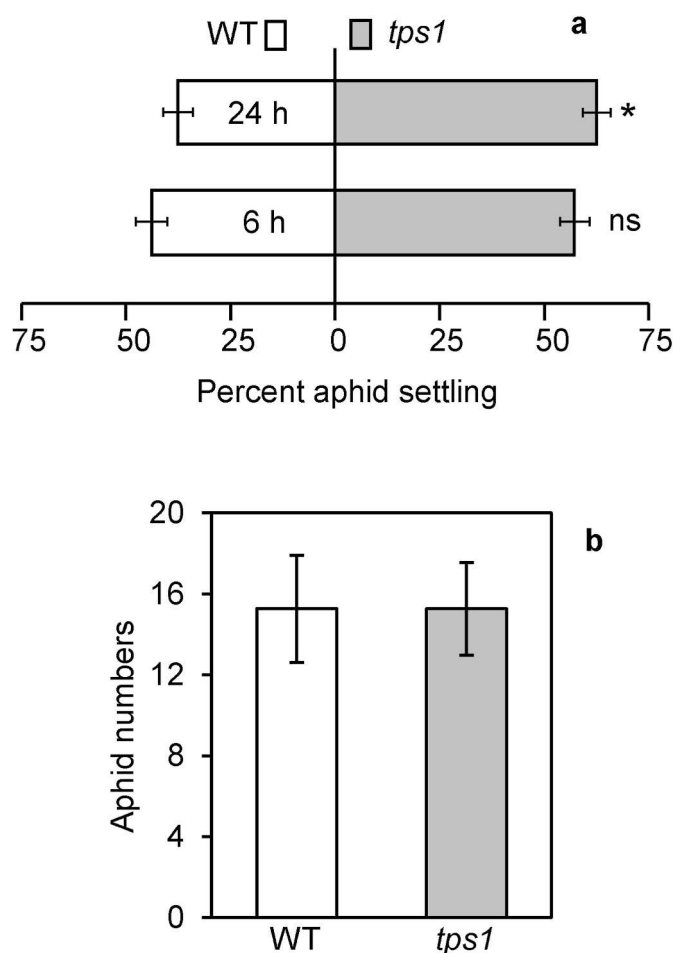 WT tps1 a
24 h *
6 h ns
75 50 25 0 25 50 75
Percent aphid settling
b
20
16
12
8
4
0
Aphid numbers
WT tps1